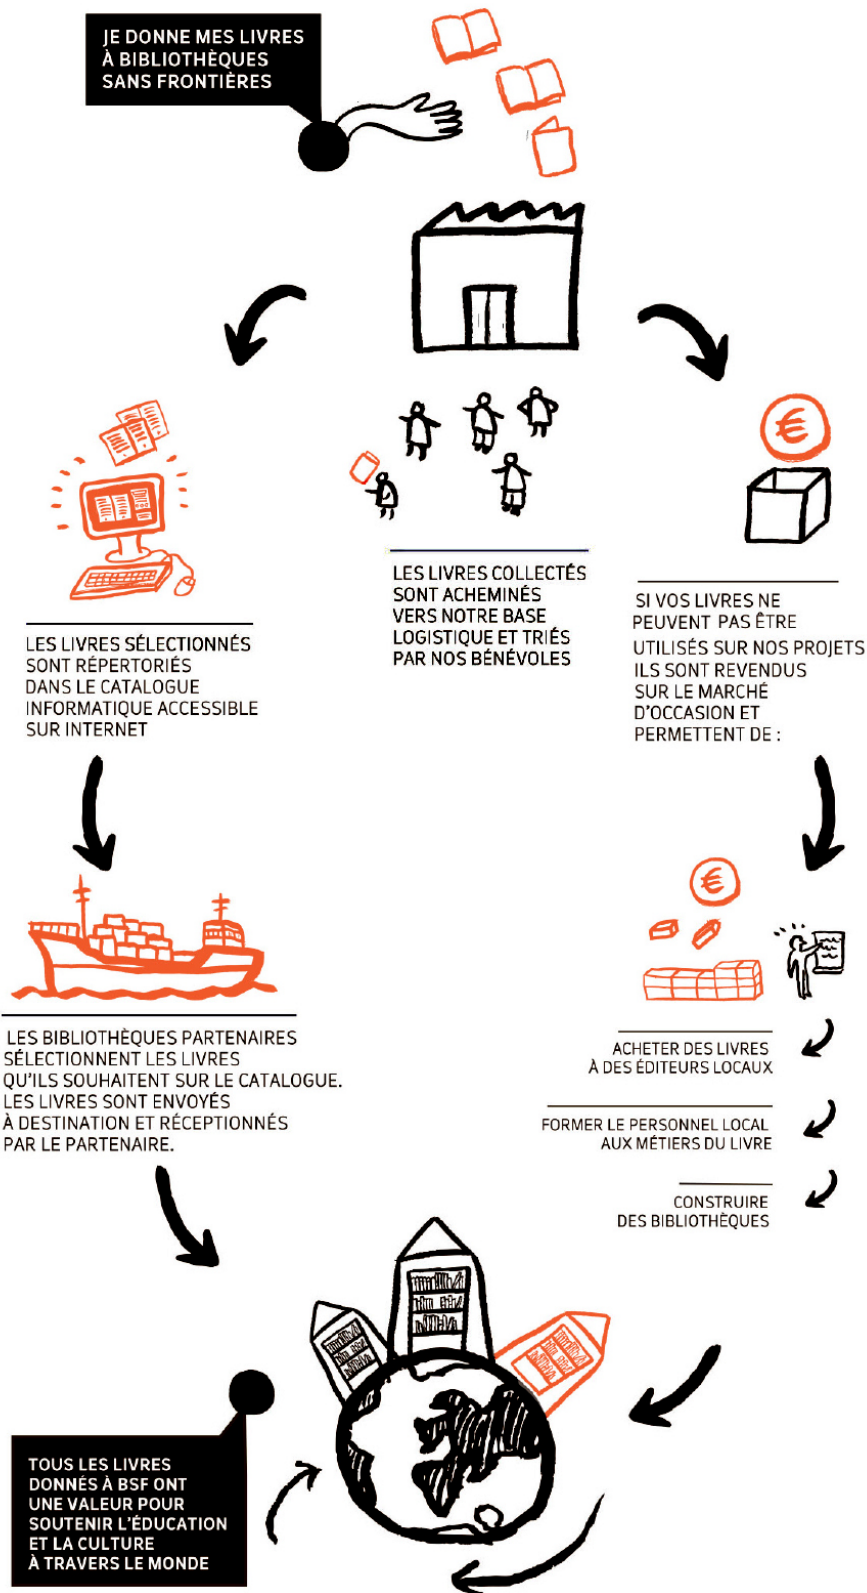 JE DONNE MES LIVRES
À BIBLIOTHÈQUES
SANS FRONTIÈRES
€
LES LIVRES COLLECTÉS
SONT ACHEMINÉS
VERS NOTRE BASE
LOGISTIQUE ET TRIÉS
PAR NOS BÉNÉVOLES
LES LIVRES SÉLECTIONNÉS
SONT RÉPERTORIÉS
DANS LE CATALOGUE
INFORMATIQUE ACCESSIBLE
SUR INTERNET
SI VOS LIVRES NE
PEUVENT PAS ÊTRE
UTILISÉS SUR NOS PROJETS
ILS SONT REVENDUS
SUR LE MARCHÉ
D'OCCASION ET
PERMETTENT DE :
€
LES BIBLIOTHÈQUES PARTENAIRES
SÉLECTIONNENT LES LIVRES
QU'ILS SOUHAITENT SUR LE CATALOGUE.
LES LIVRES SONT ENVOYÉS
À DESTINATION ET RÉCEPTIONNÉS
PAR LE PARTENAIRE.
ACHETER DES LIVRES
À DES ÉDITEURS LOCAUX
FORMER LE PERSONNEL LOCAL
AUX MÉTIERS DU LIVRE
CONSTRUIRE
DES BIBLIOTHÈQUES
TOUS LES LIVRES
DONNÉS À BSF ONT
UNE VALEUR POUR
SOUTENIR L'ÉDUCATION
ET LA CULTURE
À TRAVERS LE MONDE